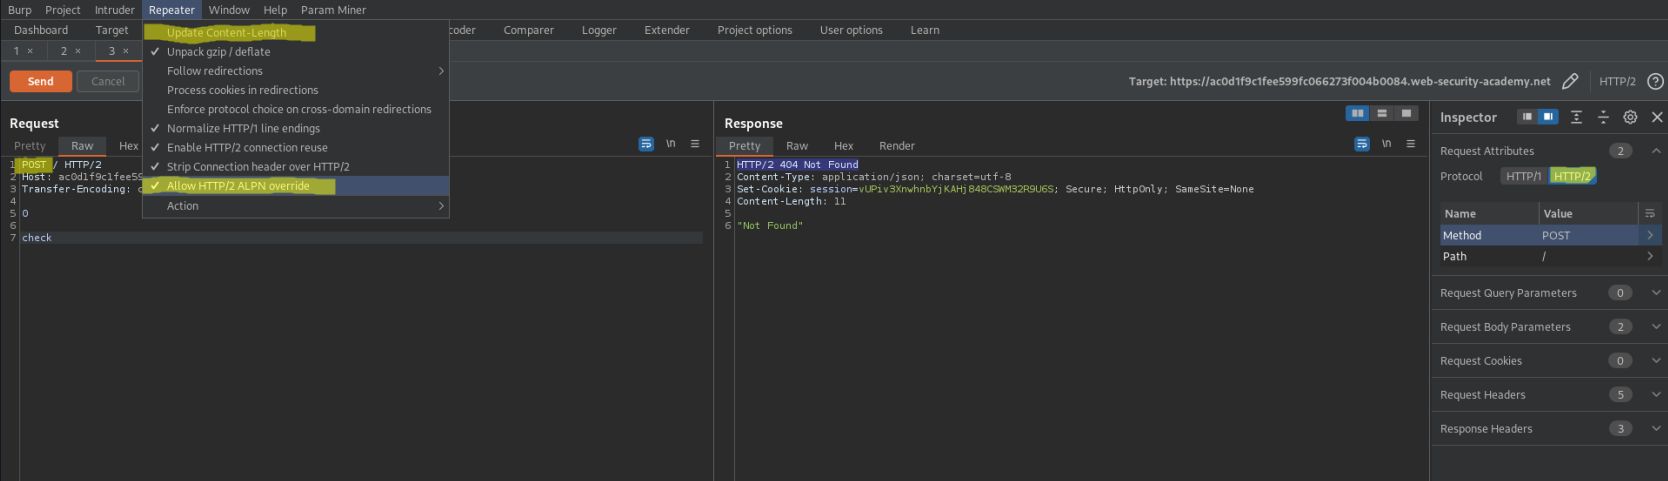 Burp Project Intruder Repeater Window Help Param Miner
Dashboard Target coder Comparer Logger Extender Project options User options Learn
1 × 2 × 3 ×
Update Content-Length
✓ Unpack gzip / deflate
Follow redirections
Process cookies in redirections
Enforce protocol choice on cross-domain redirections
✓ Normalize HTTP/1 line endings
✓ Enable HTTP/2 connection reuse
✓ Strip Connection header over HTTP/2
✓ Allow HTTP/2 ALPN override
Action
Send Cancel
Target: https://ac0d1f9c1fee599fc066273f004b0084.web-security-academy.net HTTP/2
Request
Pretty Raw Hex \n
1 POST / HTTP/2
2 Host: ac0d1f9c1fee59
3 Transfer-Encoding: c
4
5 0
6
7 check
Response
Pretty Raw Hex Render \n
1 HTTP/2 404 Not Found
2 Content-Type: application/json; charset=utf-8
3 Set-Cookie: session=vUPiv3XnwhnbYjKAHj848CSWM32R9U6S; Secure; HttpOnly; SameSite=None
4 Content-Length: 11
5
6 "Not Found"
Inspector
Request Attributes 2
Protocol HTTP/1 HTTP/2
Name Value
Method POST
Path /
Request Query Parameters 0
Request Body Parameters 2
Request Cookies 0
Request Headers 5
Response Headers 3